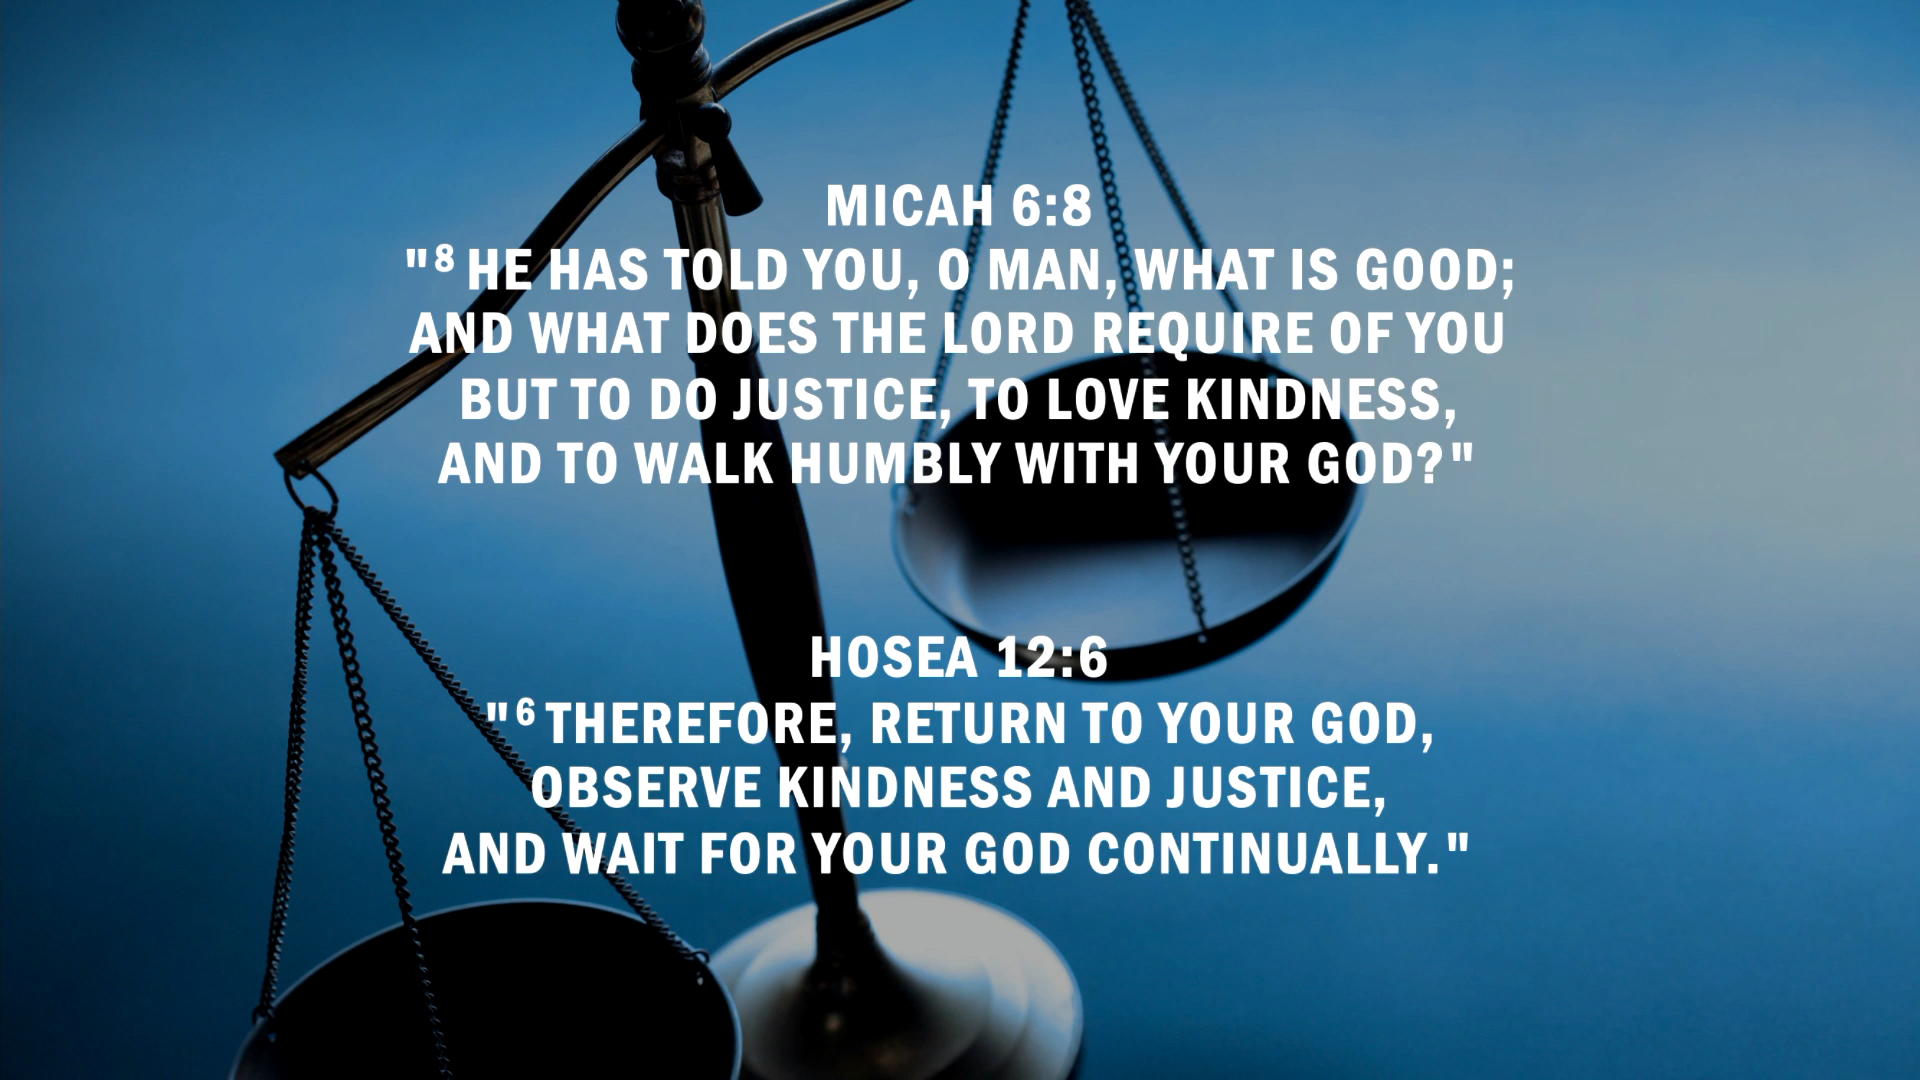 MICAH 6:8
"⁸ HE HAS TOLD YOU, O MAN, WHAT IS GOOD;
AND WHAT DOES THE LORD REQUIRE OF YOU
BUT TO DO JUSTICE, TO LOVE KINDNESS,
AND TO WALK HUMBLY WITH YOUR GOD?"
HOSEA 12:6
"⁶ THEREFORE, RETURN TO YOUR GOD,
OBSERVE KINDNESS AND JUSTICE,
AND WAIT FOR YOUR GOD CONTINUALLY."